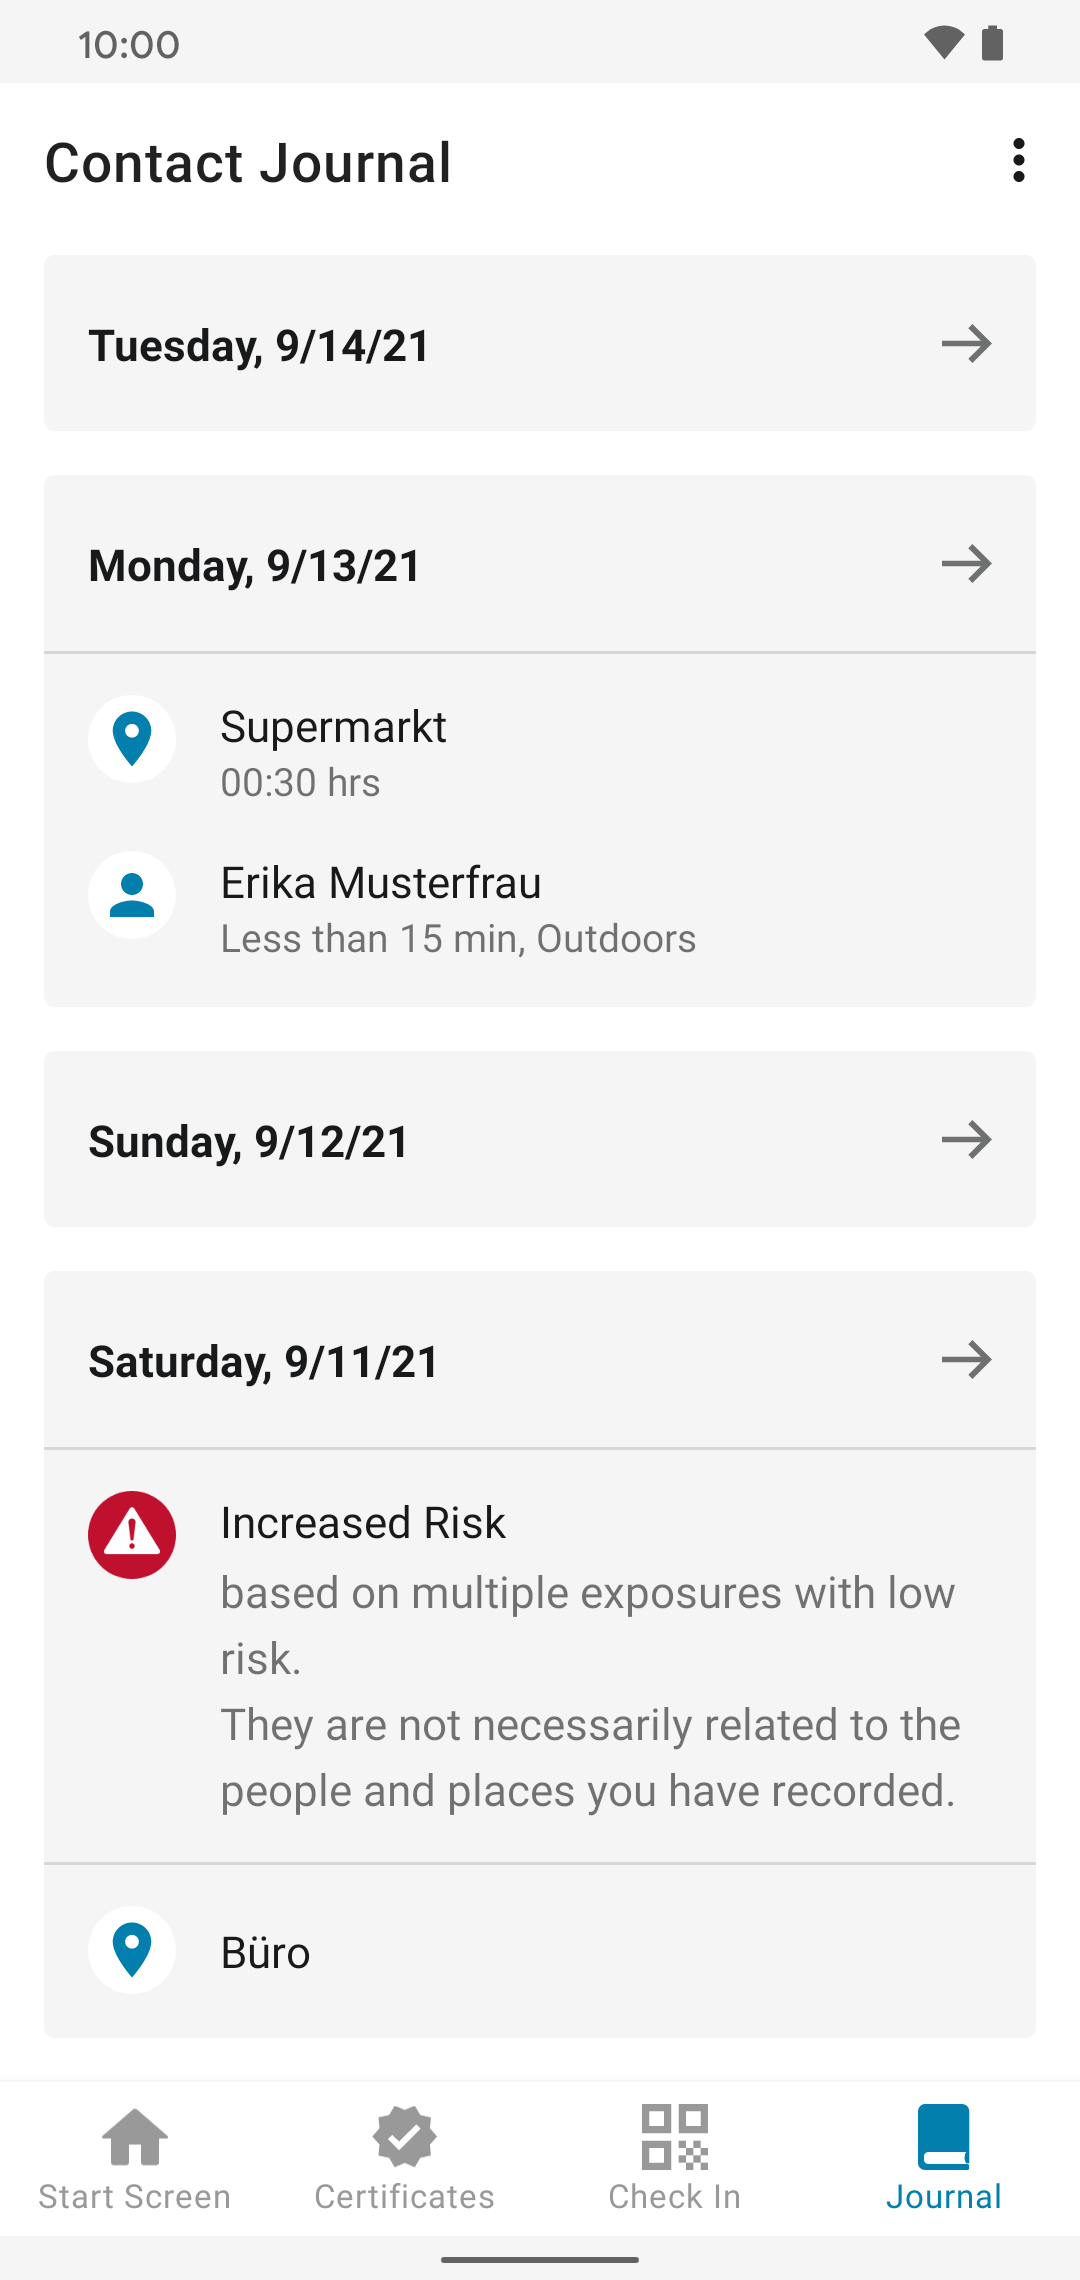 10:00
Contact Journal
Tuesday, 9/14/21
Monday, 9/13/21
Supermarkt
00:30 hrs
Erika Musterfrau
Less than 15 min, Outdoors
Sunday, 9/12/21
Saturday, 9/11/21
Increased Risk
based on multiple exposures with low
risk.
They are not necessarily related to the
people and places you have recorded.
Büro
Start Screen
Certificates
Check In
Journal